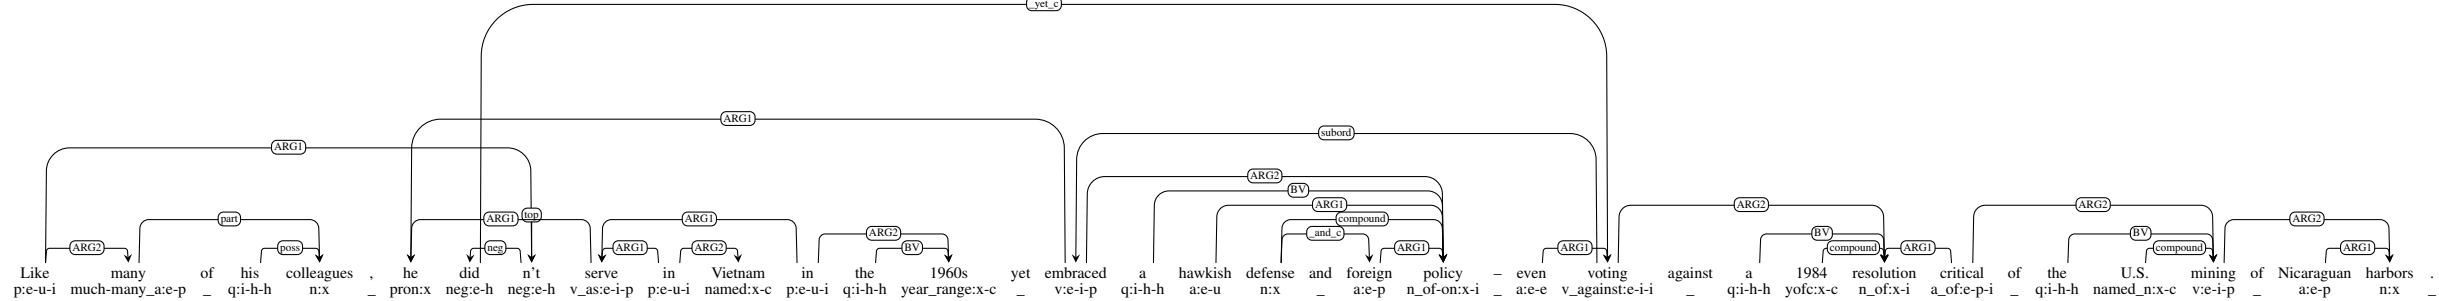 _yet_c
ARG1
subord
ARG1
ARG2
BV
ARG1
part ARG1 top ARG1 compound
ARG2 _and_c ARG2 BV ARG2 BV ARG2
ARG2 poss neg ARG1 ARG2 BV ARG1 ARG1 compound ARG1 compound ARG1
Like many of his colleagues , he did n't serve in Vietnam in the 1960s yet embraced a hawkish defense and foreign policy – even voting against a 1984 resolution critical of the U.S. mining of Nicaraguan harbors .
p:e-u-i much-many_a:e-p _ q:i-h-h n:x _ pron:x neg:e-h neg:e-h v_as:e-i-p p:e-u-i named:x-c p:e-u-i q:i-h-h year_range:x-c _ v:e-i-p q:i-h-h a:e-u n:x _ a:e-p n_of-on:x-i _ a:e-e v_against:e-i-i _ q:i-h-h yofc:x-c n_of:x-i a_of:e-p-i _ q:i-h-h named_n:x-c v:e-i-p _ a:e-p n:x _